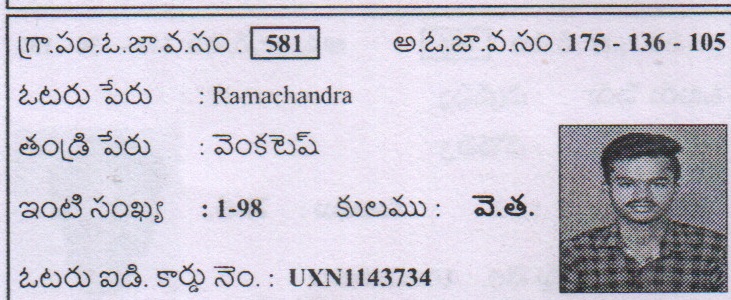 గ్రా.పం.ఓ.జా.వ.సం. 581 అ.ఓ.జా.వ.సం.175 - 136 - 105
ఓటరు పేరు : Ramachandra
తండ్రి పేరు : వెంకటెష్
ఇంటి సంఖ్య : 1-98 కులము : వె.త.
ఓటరు ఐడి. కార్డు నెం. : UXN1143734